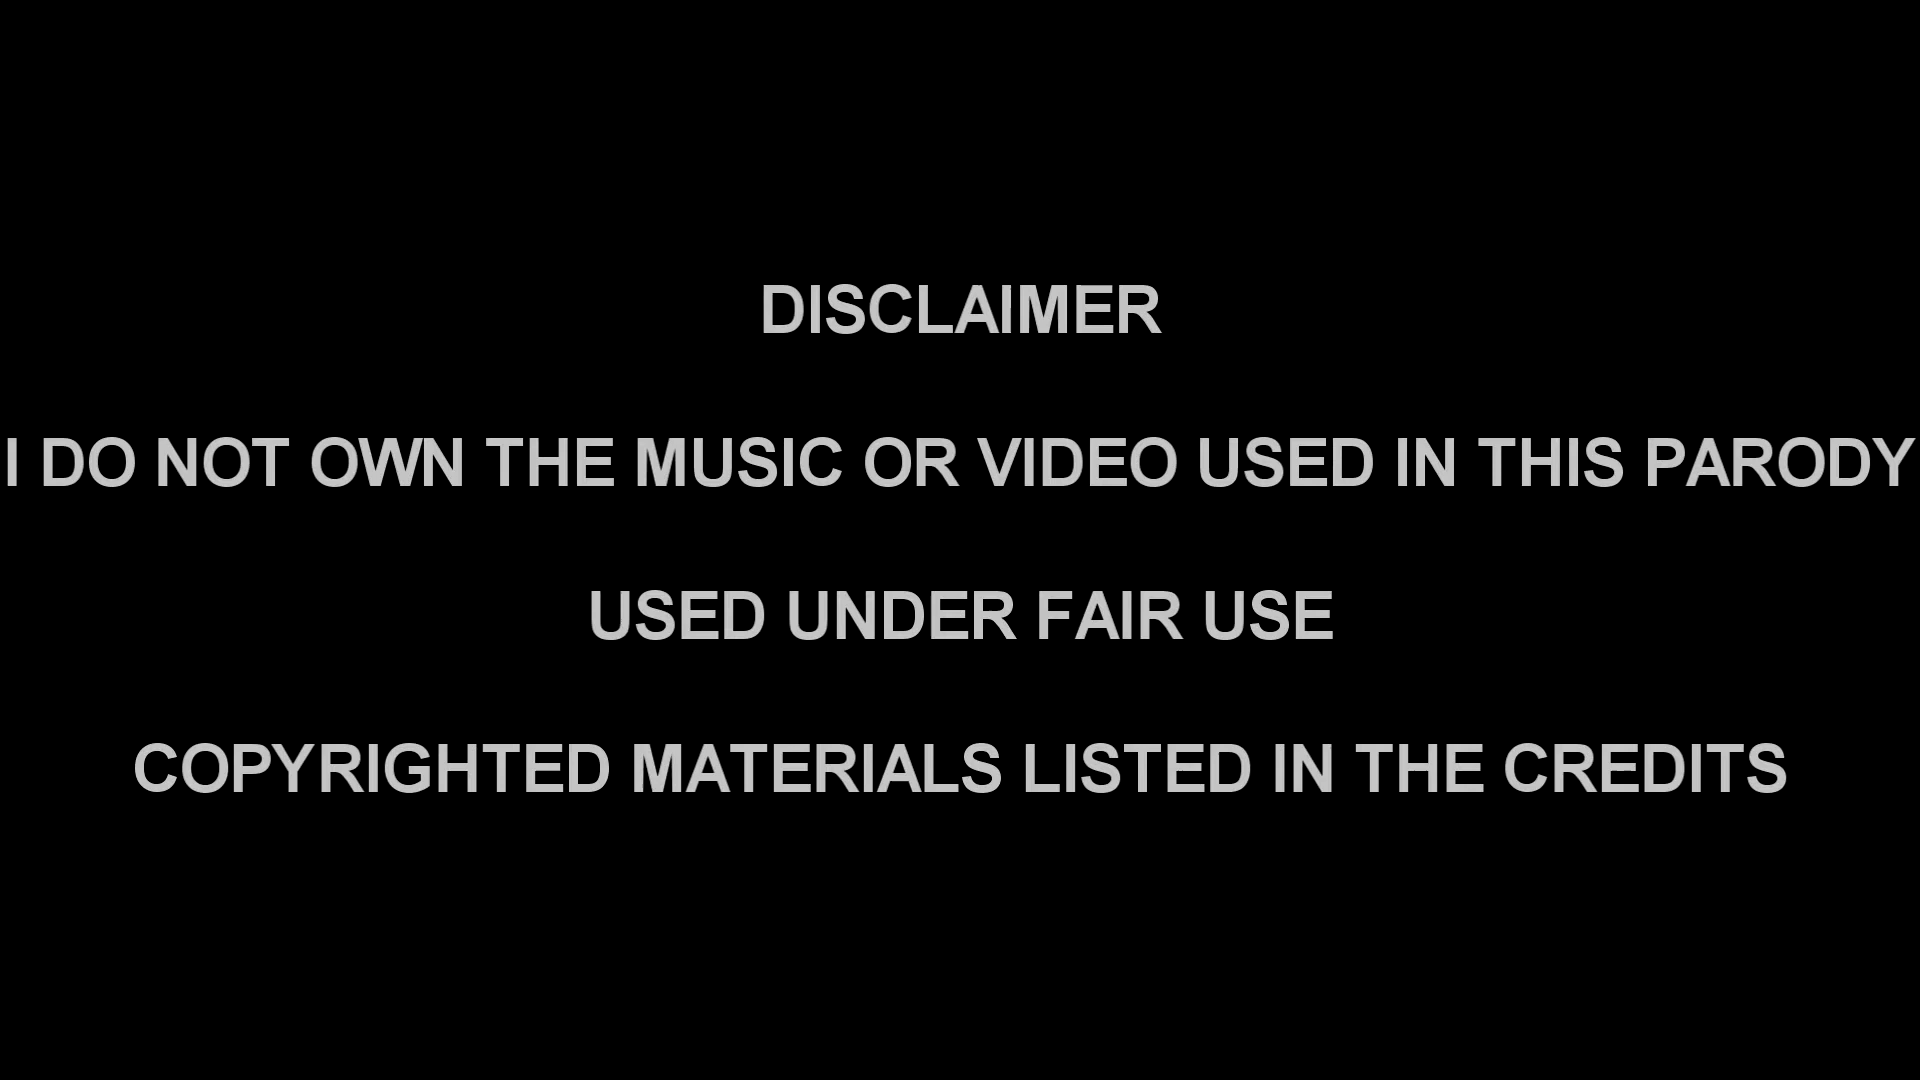 DISCLAIMER
I DO NOT OWN THE MUSIC OR VIDEO USED IN THIS PARODY
USED UNDER FAIR USE
COPYRIGHTED MATERIALS LISTED IN THE CREDITS